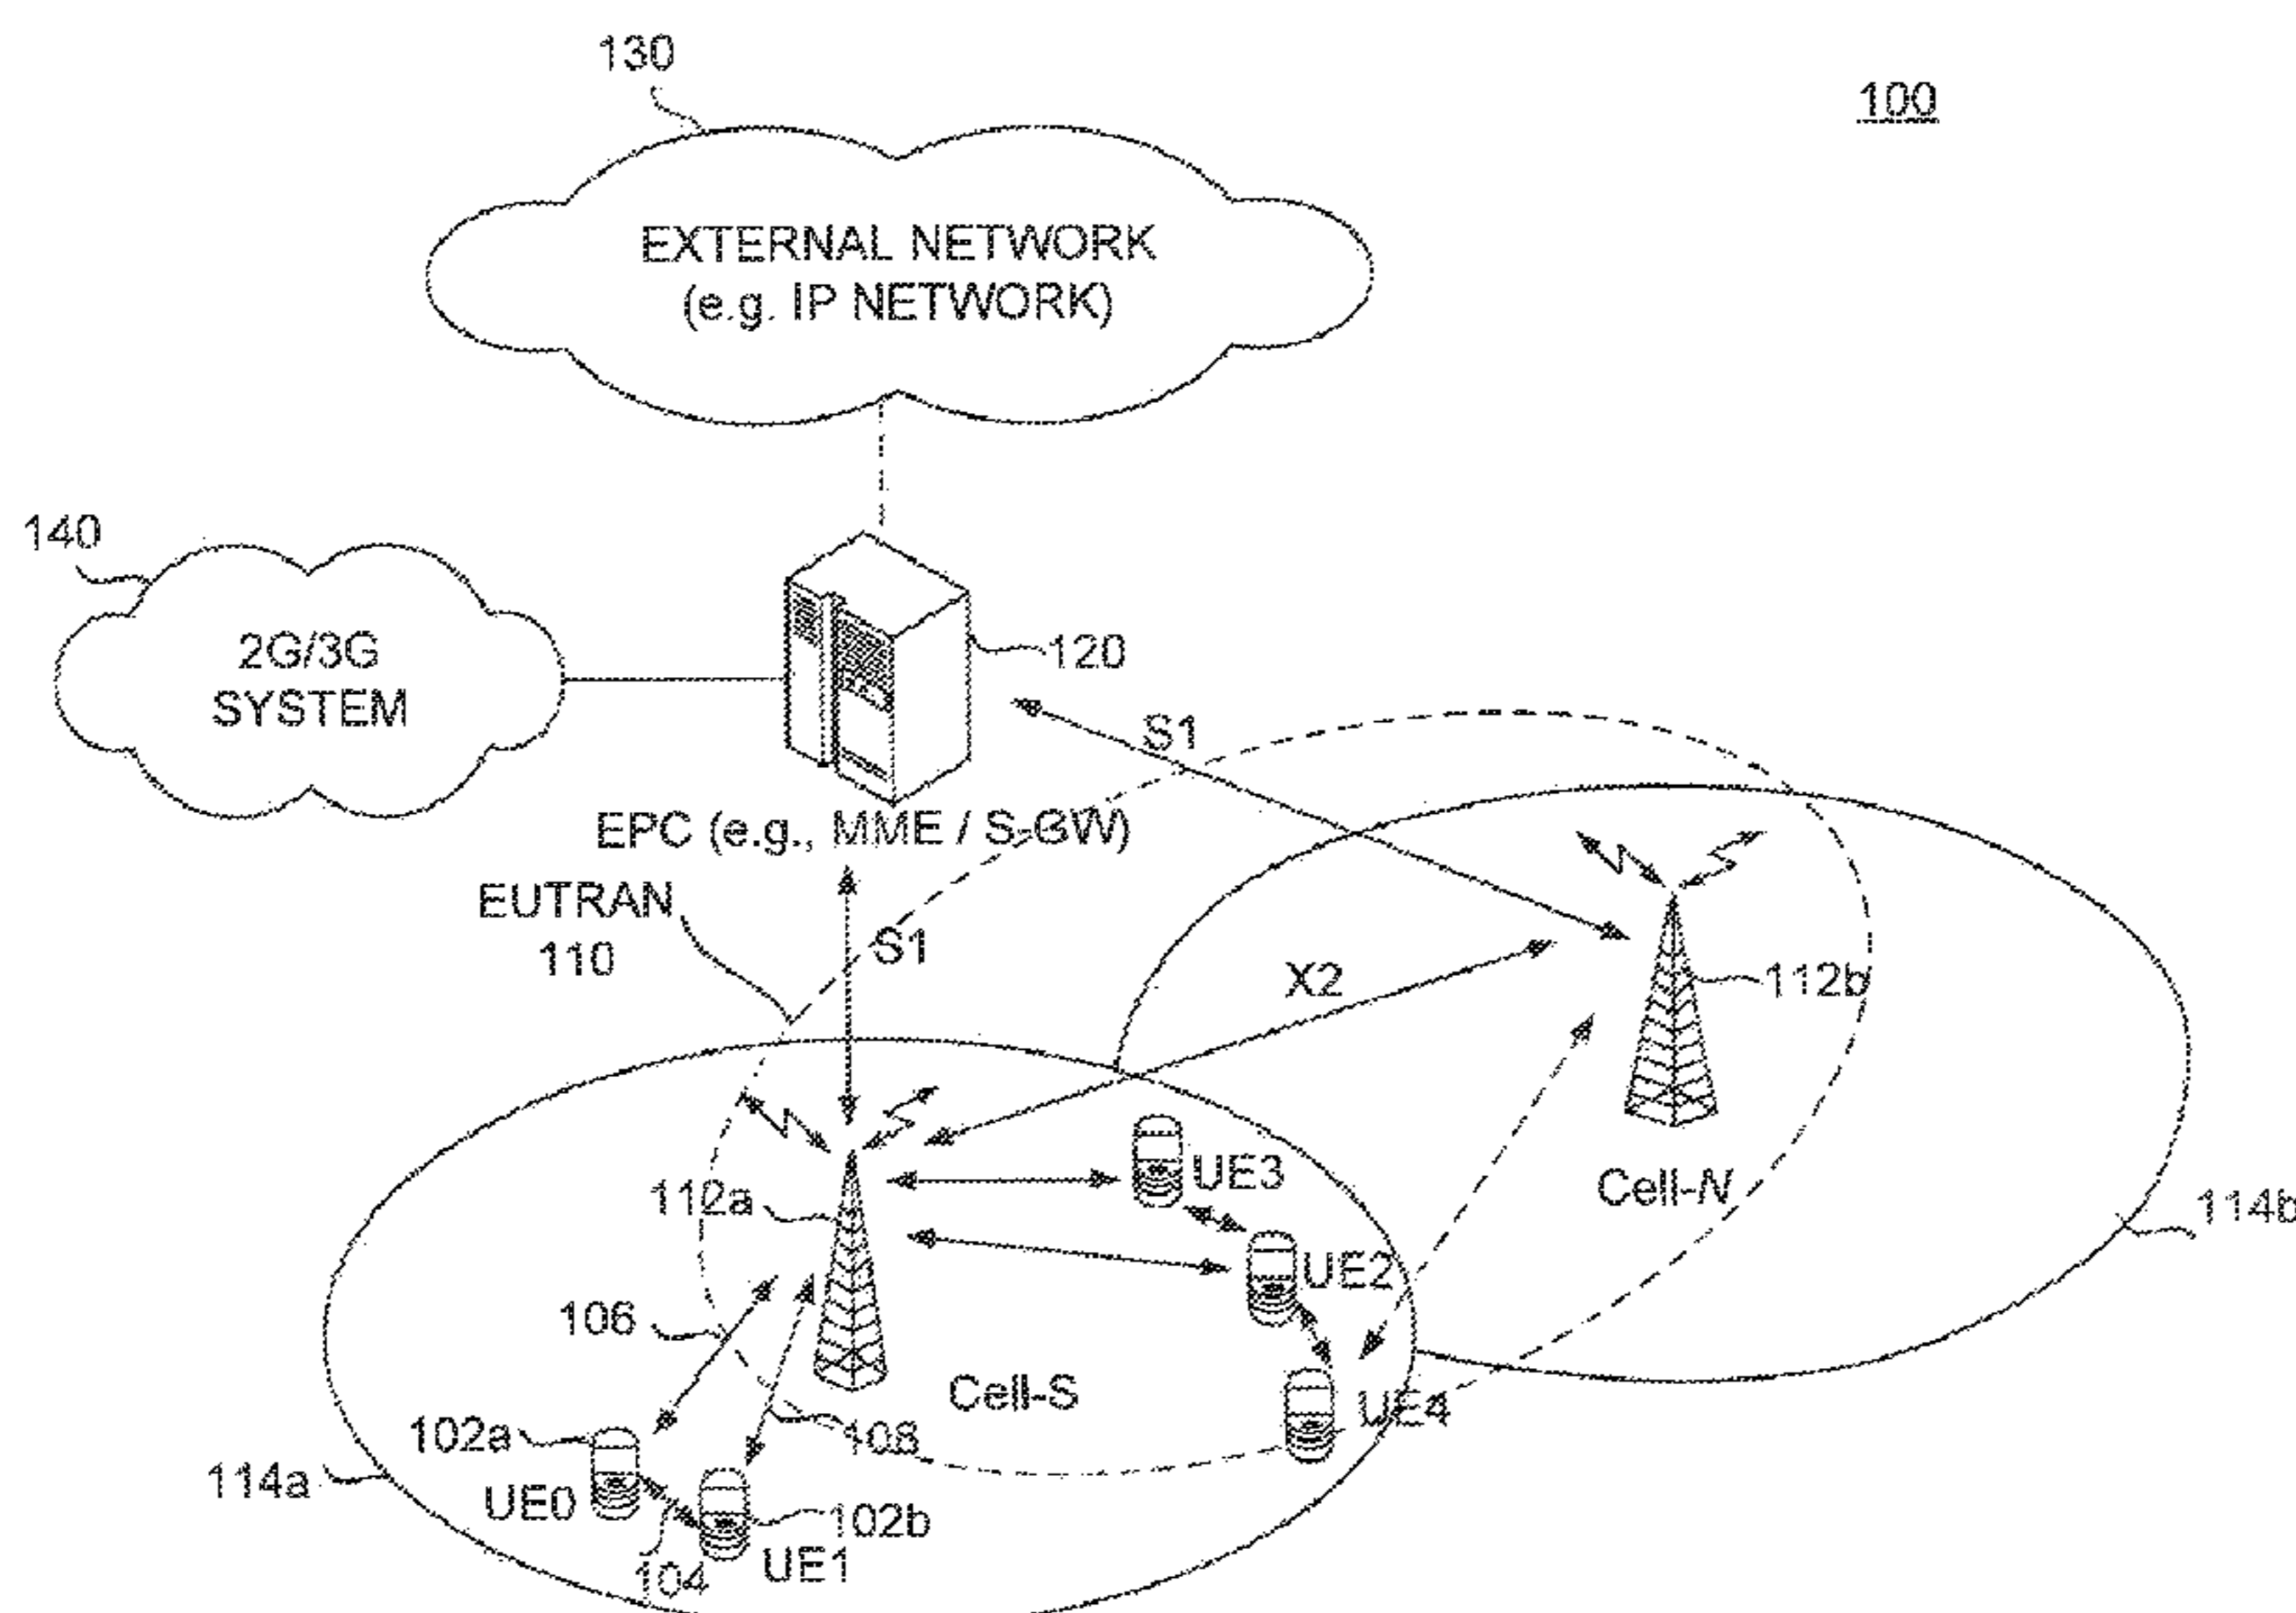 130
100
EXTERNAL NETWORK
(e.g. IP NETWORK)
140
2G/3G
SYSTEM
120
S1
EPC (e.g., MME / S-GW)
EUTRAN
110
S1
X2
112b
UE3
112a
Cell-N
114b
UE2
106
Cell-S
UE4
102a
108
114a
UE0
102b
104
UE1